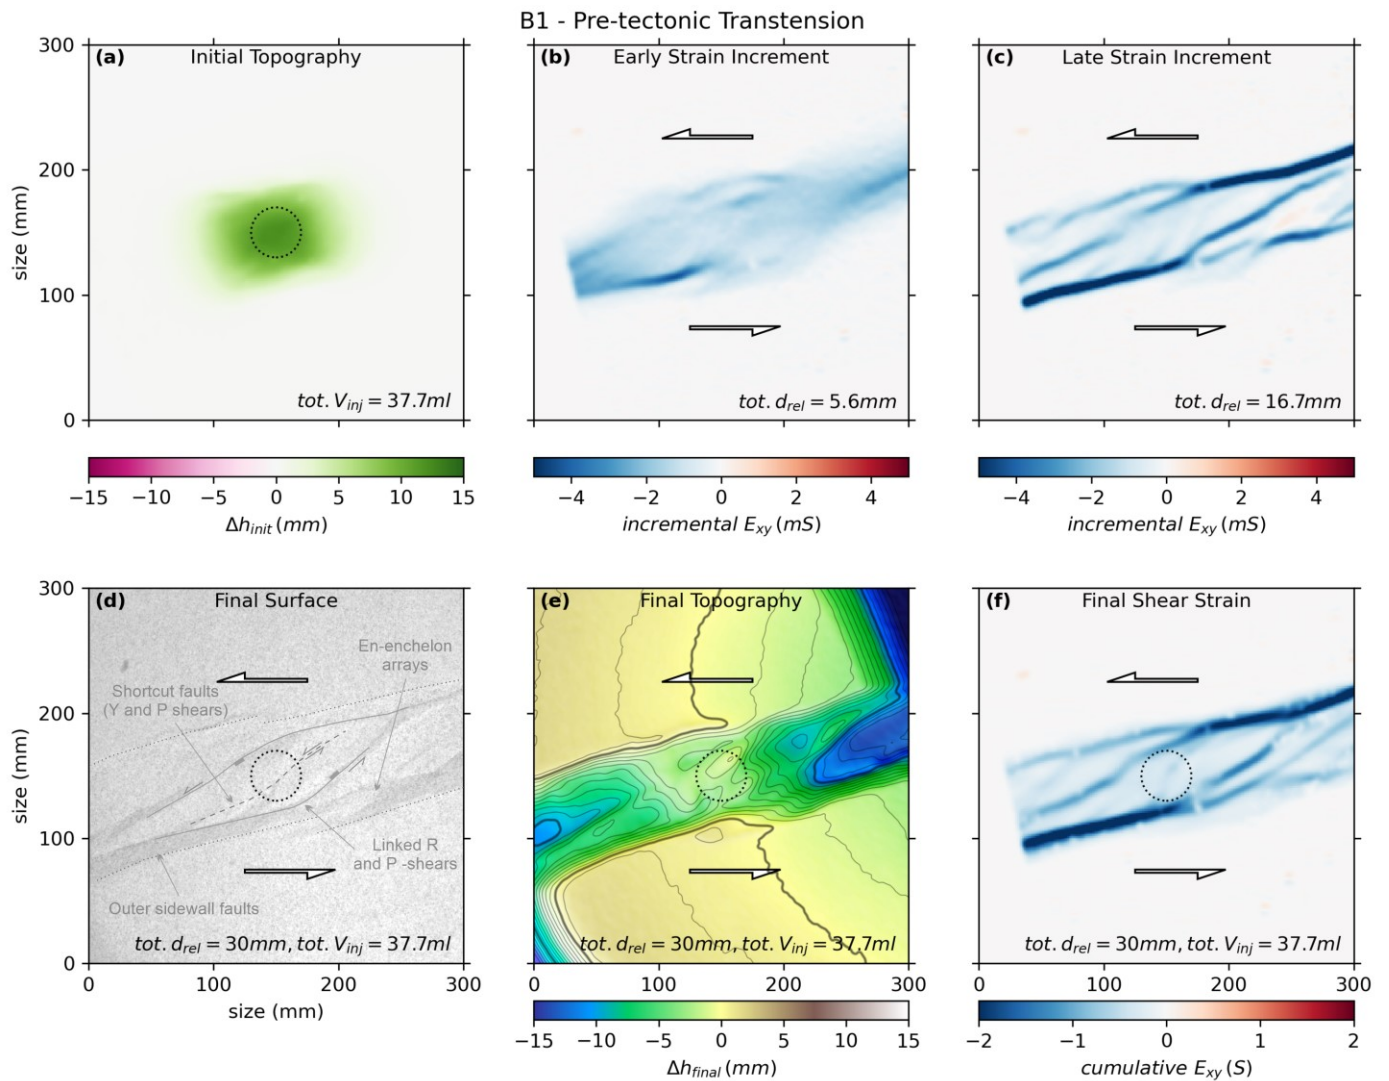 B1 - Pre-tectonic Transtension
(a) Initial Topography
300
200
100
0
size (mm)
tot. V_inj = 37.7ml
−15 −10 −5 0 5 10 15
Δh_init (mm)
(b) Early Strain Increment
tot. d_rel = 5.6mm
−4 −2 0 2 4
incremental E_xy (mS)
(c) Late Strain Increment
tot. d_rel = 16.7mm
−4 −2 0 2 4
incremental E_xy (mS)
(d) Final Surface
300
200
100
0
size (mm)
En-enchelon
arrays
Shortcut faults
(Y and P shears)
Linked R
and P -shears
Outer sidewall faults
tot. d_rel = 30mm, tot. V_inj = 37.7ml
0 100 200 300
size (mm)
(e) Final Topography
tot. d_rel = 30mm, tot. V_inj = 37.7ml
0 100 200 300
−15 −10 −5 0 5 10 15
Δh_final (mm)
(f) Final Shear Strain
tot. d_rel = 30mm, tot. V_inj = 37.7ml
0 100 200 300
−2 −1 0 1 2
cumulative E_xy (S)